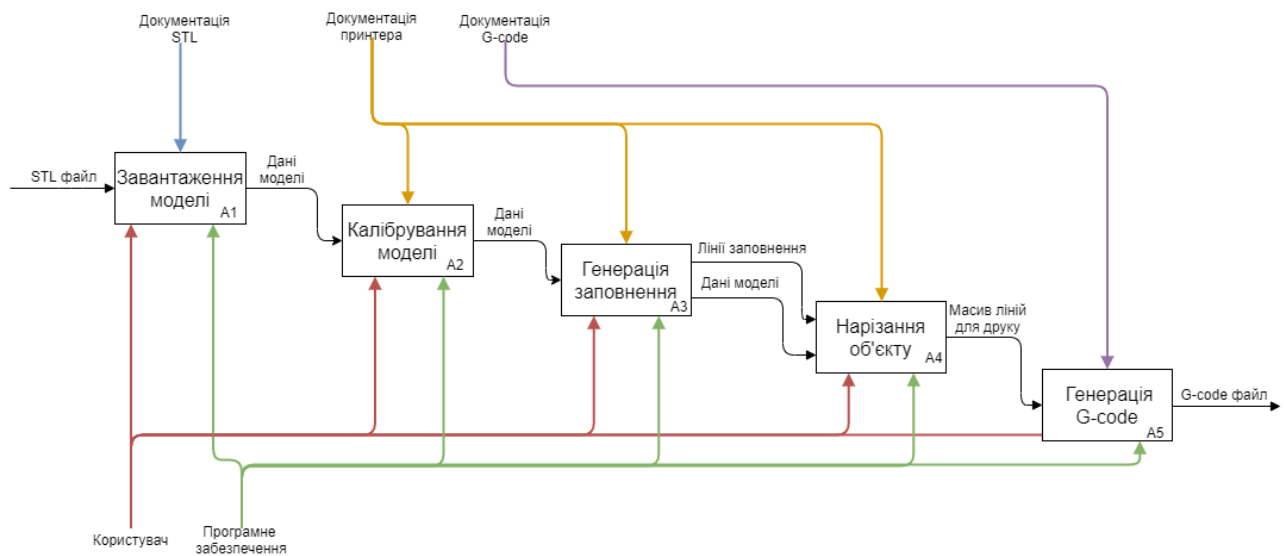 Документація
STL
Документація
принтера
Документація
G-code
STL файл
Завантаження
моделі
A1
Дані
моделі
Калібрування
моделі
A2
Дані
моделі
Генерація
заповнення
A3
Лінії заповнення
Дані моделі
Нарізання
об'єкту
A4
Масив ліній
для друку
Генерація
G-code
A5
G-code файл
Користувач
Програмне
забезпечення